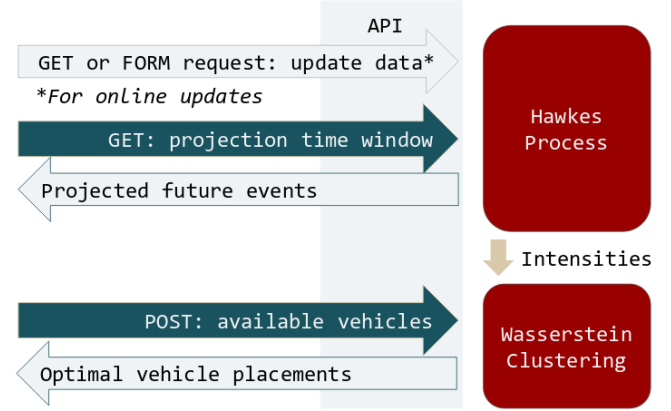 API
GET or FORM request: update data*
*For online updates
GET: projection time window
Projected future events
Hawkes
Process
Intensities
POST: available vehicles
Optimal vehicle placements
Wasserstein
Clustering